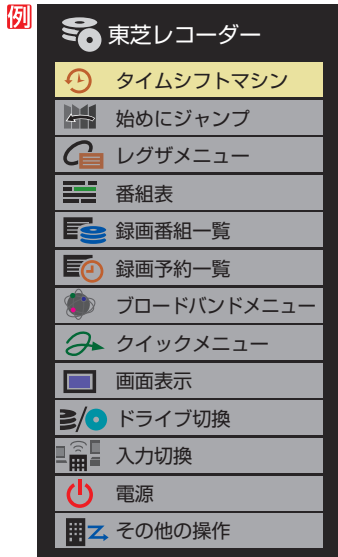 例
東芝レコーダー
タイムシフトマシン
始めにジャンプ
レグザメニュー
番組表
録画番組一覧
録画予約一覧
ブロードバンドメニュー
クイックメニュー
画面表示
ドライブ切換
入力切換
電源
その他の操作